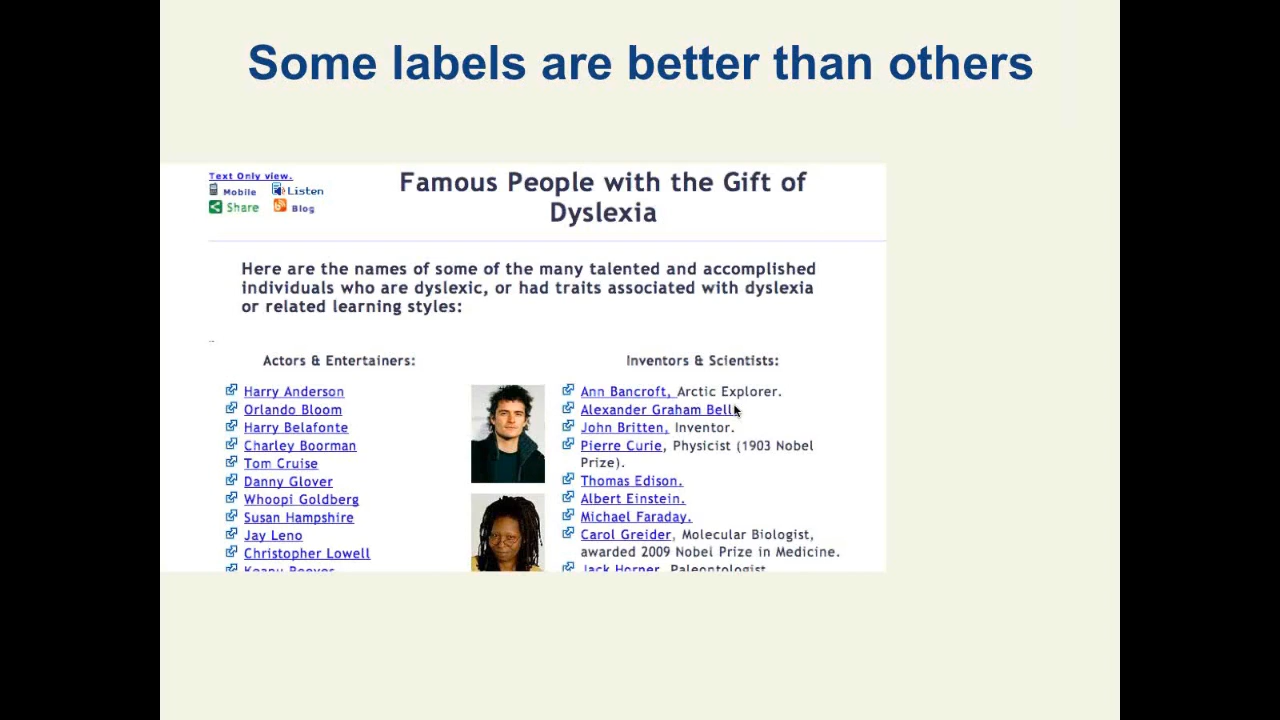 Some labels are better than others
Text Only view.
Mobile Listen
Share Blog
Famous People with the Gift of
Dyslexia
Here are the names of some of the many talented and accomplished
individuals who are dyslexic, or had traits associated with dyslexia
or related learning styles:
Actors & Entertainers:
Harry Anderson
Orlando Bloom
Harry Belafonte
Charley Boorman
Tom Cruise
Danny Glover
Whoopi Goldberg
Susan Hampshire
Jay Leno
Christopher Lowell
Keanu Reeves
Inventors & Scientists:
Ann Bancroft, Arctic Explorer.
Alexander Graham Bell
John Britten, Inventor.
Pierre Curie, Physicist (1903 Nobel
Prize).
Thomas Edison.
Albert Einstein.
Michael Faraday.
Carol Greider, Molecular Biologist,
awarded 2009 Nobel Prize in Medicine.
Jack Horner, Paleontologist